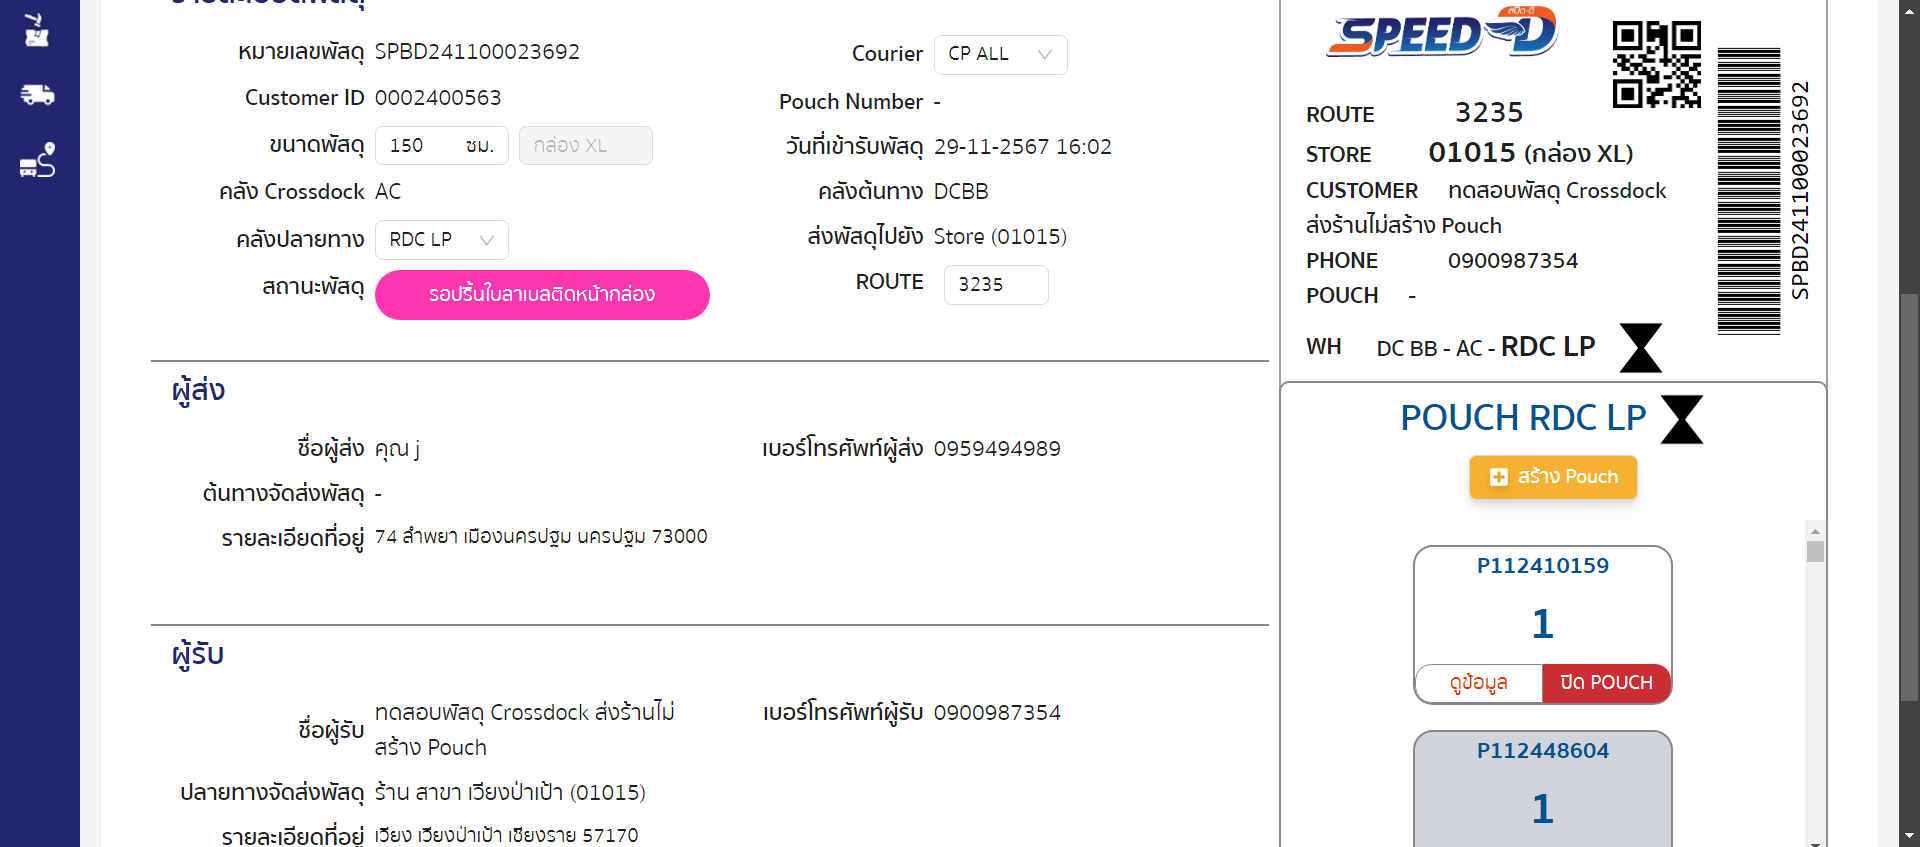 รายละเอียดพัสดุ
หมายเลขพัสดุ SPBD241100023692
Courier CP ALL
Customer ID 0002400563
Pouch Number -
ขนาดพัสดุ 150 ซม. กล่อง XL
วันที่เข้ารับพัสดุ 29-11-2567 16:02
คลัง Crossdock AC
คลังต้นทาง DCBB
คลังปลายทาง RDC LP
ส่งพัสดุไปยัง Store (01015)
สถานะพัสดุ รอปริ้นใบลาเบลติดหน้ากล่อง
ROUTE 3235
ผู้ส่ง
ชื่อผู้ส่ง คุณ j
เบอร์โทรศัพท์ผู้ส่ง 0959494989
ต้นทางจัดส่งพัสดุ -
รายละเอียดที่อยู่ 74 ลำพยา เมืองนครปฐม นครปฐม 73000
ผู้รับ
ชื่อผู้รับ ทดสอบพัสดุ Crossdock ส่งร้านไม่
สร้าง Pouch
เบอร์โทรศัพท์ผู้รับ 0900987354
ปลายทางจัดส่งพัสดุ ร้าน สาขา เวียงป่าเป้า (01015)
รายละเอียดที่อยู่ เวียง เวียงป่าเป้า เชียงราย 57170
สปีด-ดี
SPEED-D
ROUTE 3235
STORE 01015 (กล่อง XL)
CUSTOMER ทดสอบพัสดุ Crossdock
ส่งร้านไม่สร้าง Pouch
PHONE 0900987354
POUCH -
WH DC BB - AC - RDC LP
SPBD241100023692
POUCH RDC LP
สร้าง Pouch
P112410159
1
ดูข้อมูล ปิด POUCH
P112448604
1